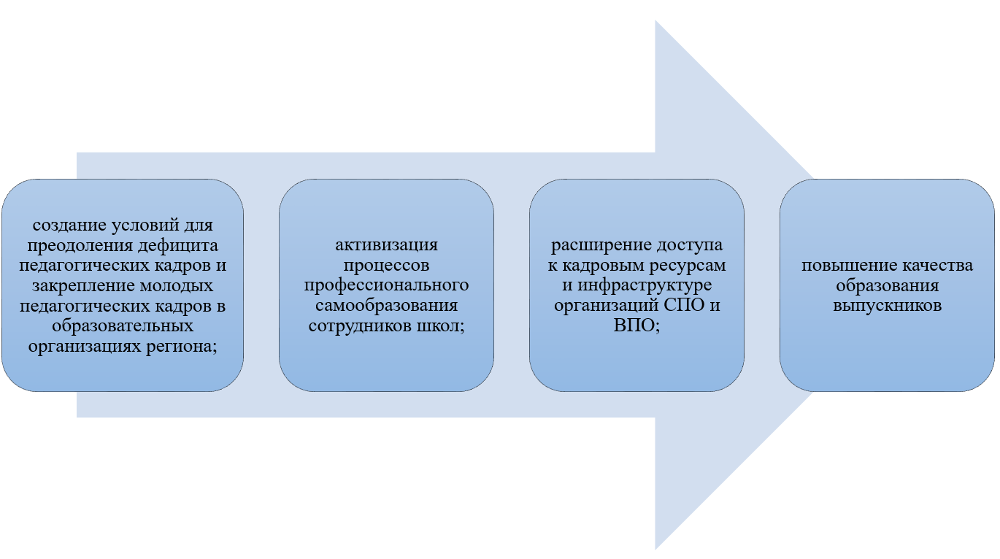 создание условий для
преодоления дефицита
педагогических кадров и
закрепление молодых
педагогических кадров в
образовательных
организациях региона;
активизация
процессов
профессионального
самообразования
сотрудников школ;
расширение доступа
к кадровым ресурсам
и инфраструктуре
организаций СПО и
ВПО;
повышение качества
образования
выпускников